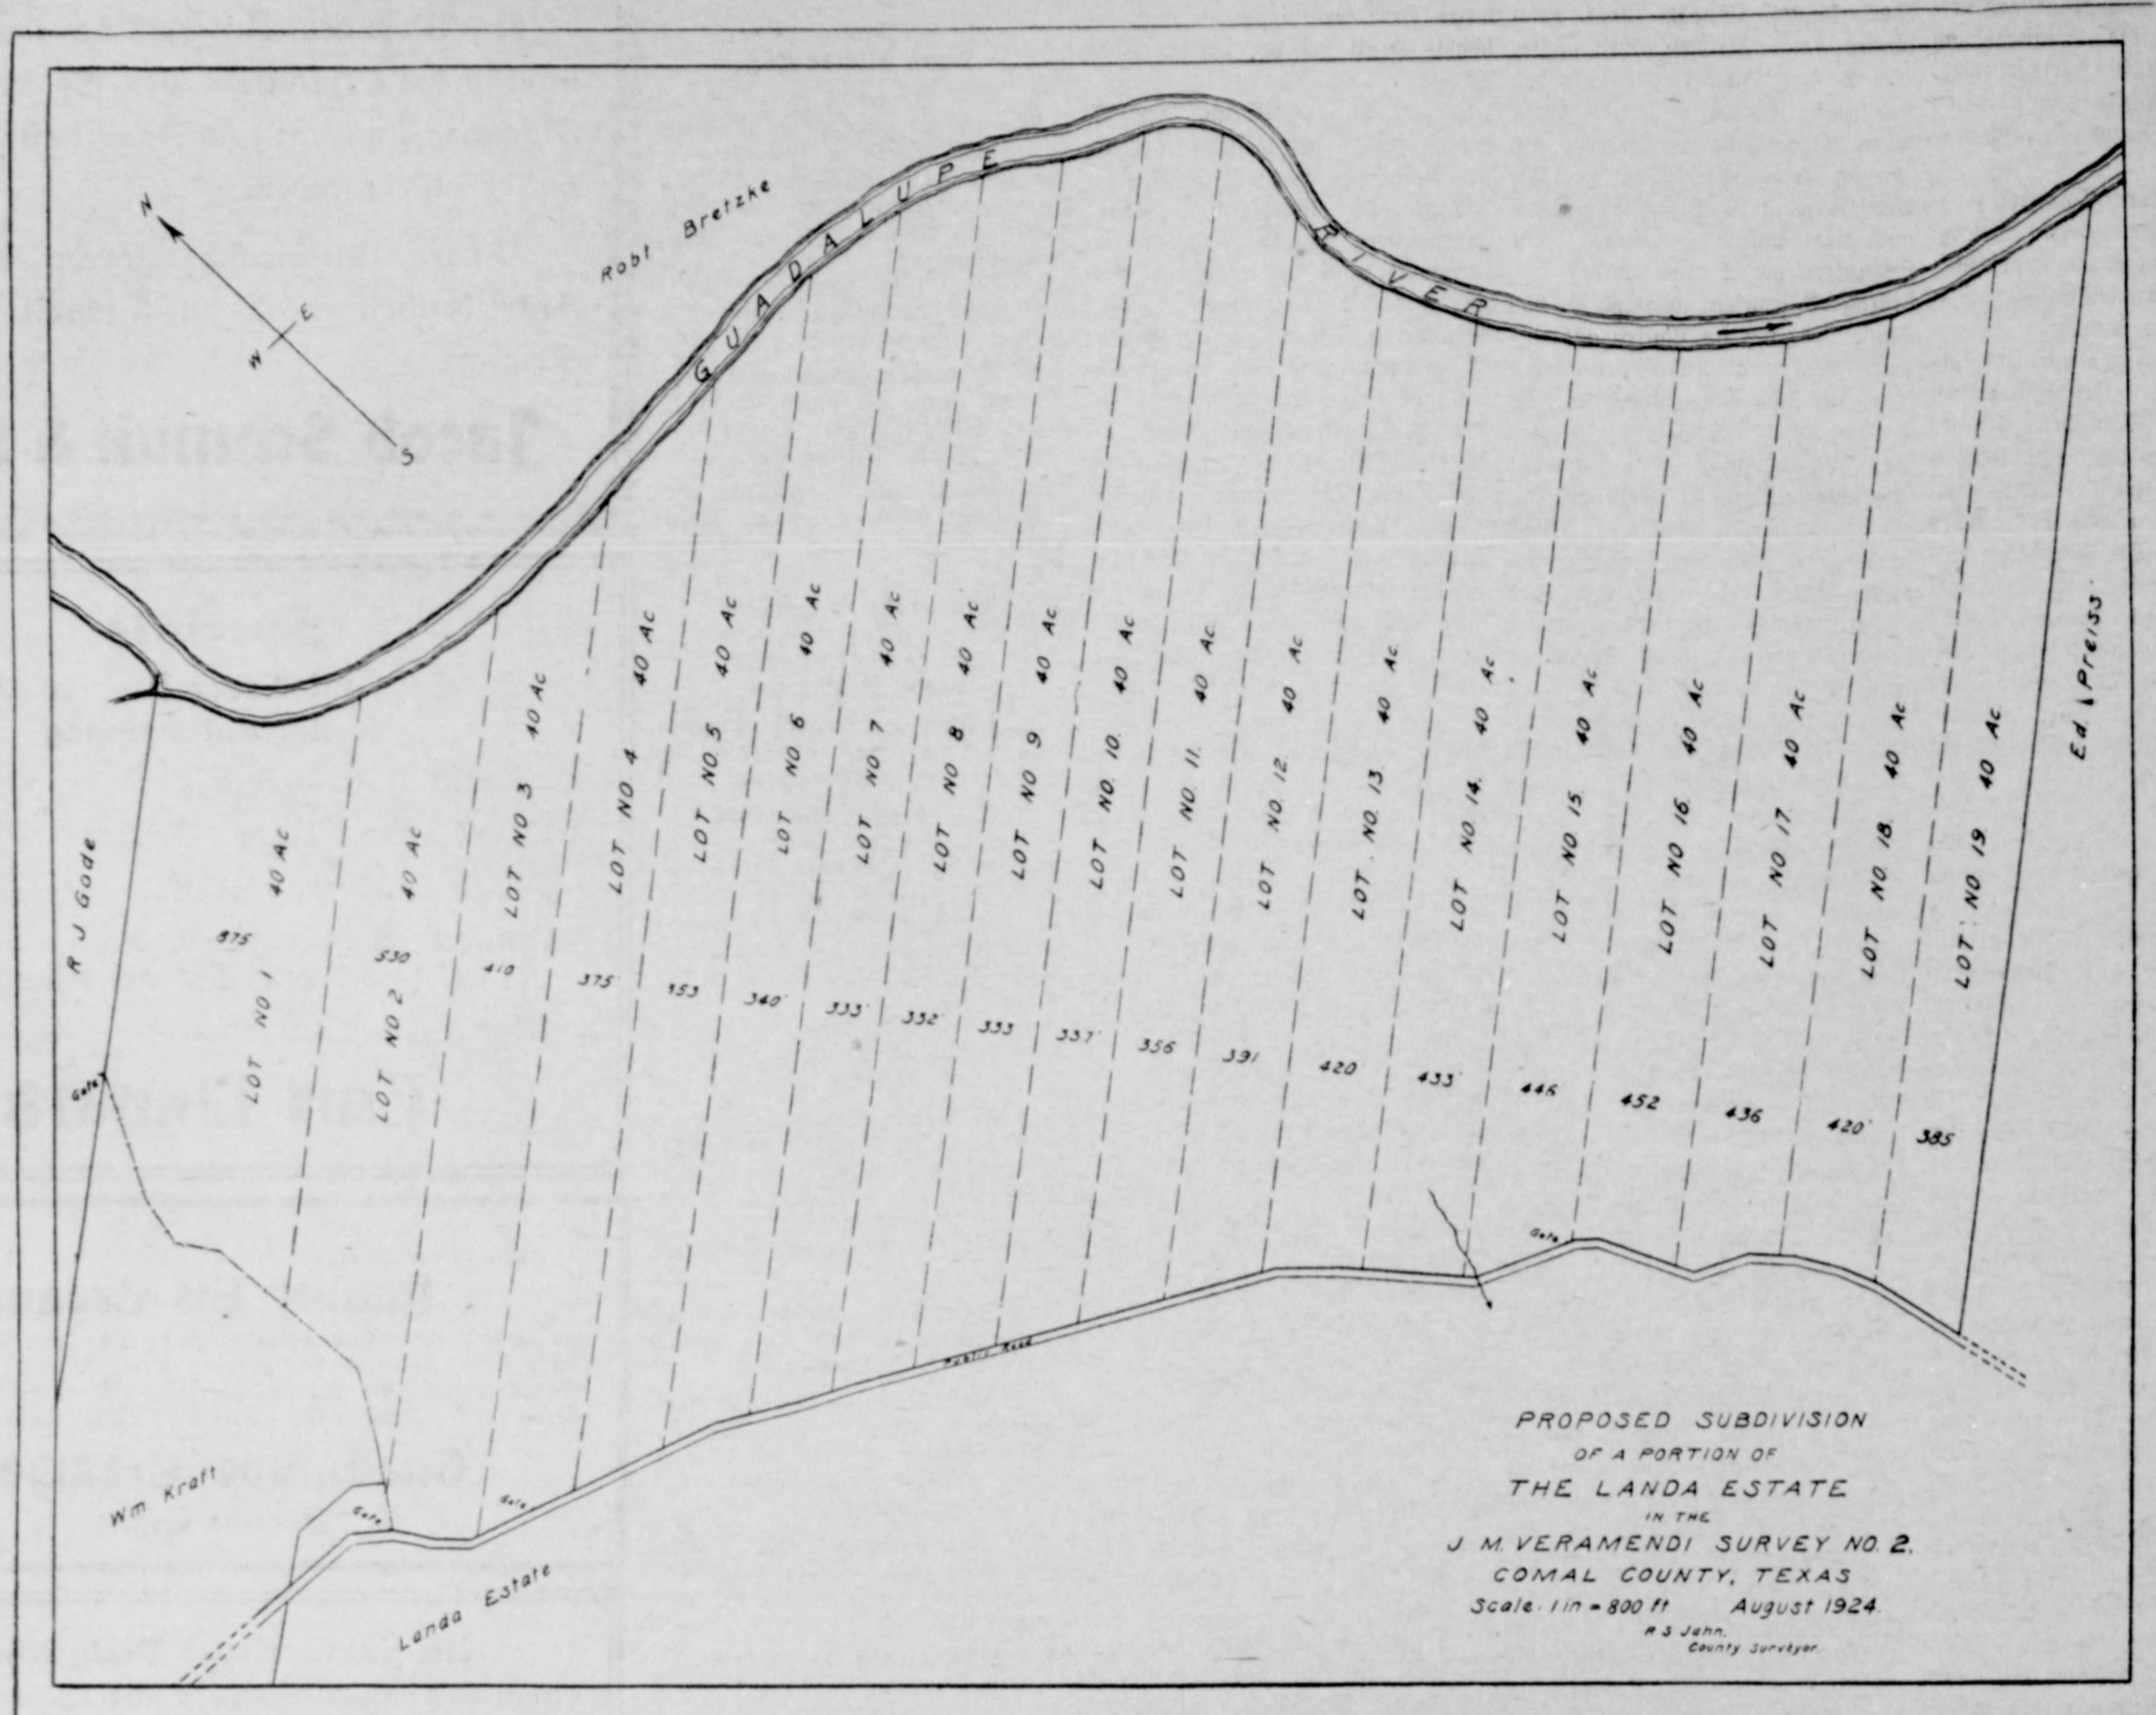 N
E
W
S
Robt Bretzke
GUADALUPE RIVER
R J Gode
Ed Preiss
LOT NO 1 40 Ac
LOT NO 2 40 Ac
LOT NO 3 40 Ac
LOT NO 4 40 Ac
LOT NO 5 40 Ac
LOT NO 6 40 Ac
LOT NO 7 40 Ac
LOT NO 8 40 Ac
LOT NO 9 40 Ac
LOT NO. 10. 40 Ac
LOT NO. 11. 40 Ac.
LOT NO. 12 40 Ac
LOT NO. 13. 40 Ac.
LOT NO. 14. 40 Ac
LOT NO 15. 40 Ac
LOT NO 16. 40 Ac
LOT NO 17. 40 Ac
LOT NO. 18. 40 Ac
LOT NO 19 40 Ac
875
530
410
375'
353
340'
333'
332'
333
337'
356
391
420
433'
446
452
436
420'
385
Gate
Gate
Gate
Gate
Public Road
Wm Kraft
Landa Estate
PROPOSED SUBDIVISION
OF A PORTION OF
THE LANDA ESTATE
IN THE
J M. VERAMENDI SURVEY NO. 2.
COMAL COUNTY, TEXAS
Scale. 1 in = 800 ft August 1924.
R S Jahn.
County Surveyor.